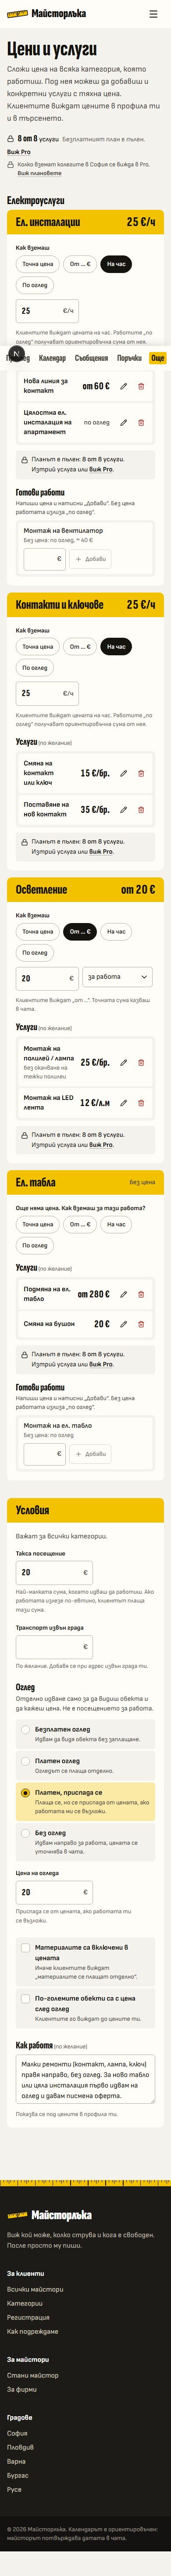 Майсторлъка
Цени и услуги
Сложи цена на всяка категория, която
работиш. Под нея можеш да добавиш и
конкретни услуги с тяхна цена.
Клиентите виждат цените в профила ти и
в търсенето.
8 от 8 услуги Безплатният план е пълен.
Виж Pro
Колко вземат колегите в София се вижда в Pro.
Виж плановете
Електроуслуги
Ел. инсталации 25 €/ч
Как вземаш
Точна цена От ... € На час
По оглед
25 €/ч
Клиентите виждат цената на час. Работите „по
оглед“ получават ориентировъчна сума от нея.
N
Календар Съобщения Поръчки Още
Нова линия за
контакт от 60 €
Цялостна ел.
инсталация на
апартамент по оглед
Планът е пълен: 8 от 8 услуги.
Изтрий услуга или виж Pro.
Готови работи
Напиши цена и натисни „Добави“. Без цена
работата излиза „по оглед“.
Монтаж на вентилатор
Без цена: по оглед, ≈ 40 €
€ + Добави
Контакти и ключове 25 €/ч
Как вземаш
Точна цена От ... € На час
По оглед
25 €/ч
Клиентите виждат цената на час. Работите „по
оглед“ получават ориентировъчна сума от нея.
Услуги (по желание)
Смяна на
контакт
или ключ 15 €/бр.
Поставяне на
нов контакт 35 €/бр.
Планът е пълен: 8 от 8 услуги.
Изтрий услуга или виж Pro.
Осветление от 20 €
Как вземаш
Точна цена От ... € На час
По оглед
20 € за работа
Клиентите виждат „от ...“. Точната сума казваш
в чата.
Услуги (по желание)
Монтаж на
полилей / лампа
без окачване на
тежки полилеи 25 €/бр.
Монтаж на LED
лента 12 €/л.м
Планът е пълен: 8 от 8 услуги.
Изтрий услуга или виж Pro.
Ел. табла без цена
Още няма цена. Как вземаш за тази работа?
Точна цена От ... € На час
По оглед
Услуги (по желание)
Подмяна на ел.
табло от 280 €
Смяна на бушон 20 €
Планът е пълен: 8 от 8 услуги.
Изтрий услуга или виж Pro.
Готови работи
Напиши цена и натисни „Добави“. Без цена
работата излиза „по оглед“.
Монтаж на ел. табло
Без цена: по оглед
€ + Добави
Условия
Важат за всички категории.
Такса посещение
20 €
Най-малката сума, когато идваш да работиш. Ако
работата излезе по-евтино, клиентът плаща
тази сума.
Транспорт извън града
€
По желание. Добавя се при адрес извън града ти.
Оглед
Отделно идване само за да видиш обекта и
да кажеш цена. Не е посещението за работа.
Безплатен оглед
Идваш да видя обекта без заплащане.
Платен оглед
Огледът се плаща отделно.
Платен, приспада се
Плаща се, но се приспада от цената, ако
работата ми се възложи.
Без оглед
Идвам направо за работа, цената се
уточнява в чата.
Цена на огледа
20 €
Приспада се от цената, ако работата ти
се възложи.
Материалите са включени в
цената
Иначе клиентите виждат
„материалите се плащат отделно“.
По-големите обекти са с цена
след оглед
Клиентите го виждат до цените ти.
Как работя (по желание)
Малки ремонти (контакт, лампа, ключ)
правя направо, без оглед. За ново табло
или цяла инсталация първо идвам на
оглед и давам писмена оферта.
Показва се под цените в профила ти.
Майсторлъка
Виж кой може, колко струва и кога е свободен.
После просто му пиши.
За клиенти
Всички майстори
Категории
Регистрация
Как подреждаме
За майстори
Стани майстор
За фирми
Градове
София
Пловдив
Варна
Бургас
Русе
© 2026 Майсторлъка. Календарът е ориентировъчен:
майсторът потвърждава датата в чата.